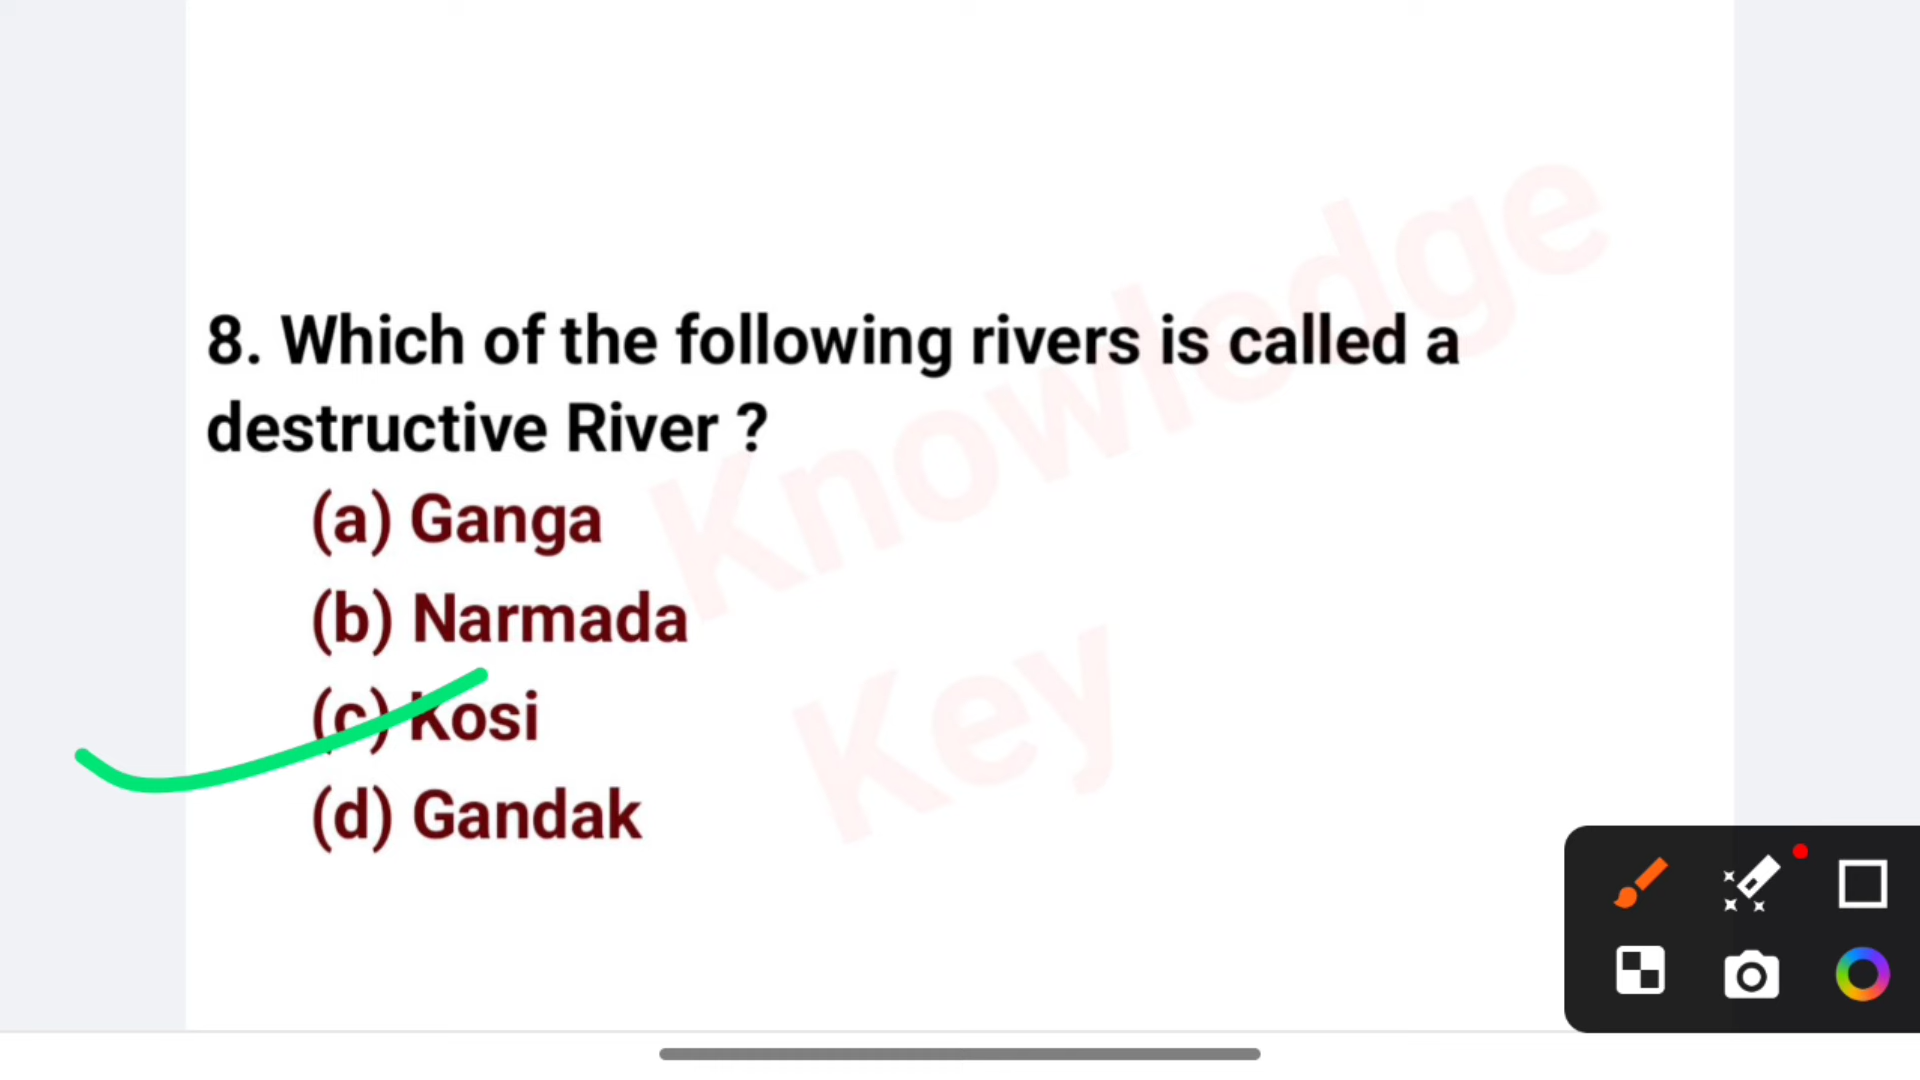 8. Which of the following rivers is called a
destructive River ?
(a) Ganga
(b) Narmada
(c) Kosi
(d) Gandak
Knowledge
Key